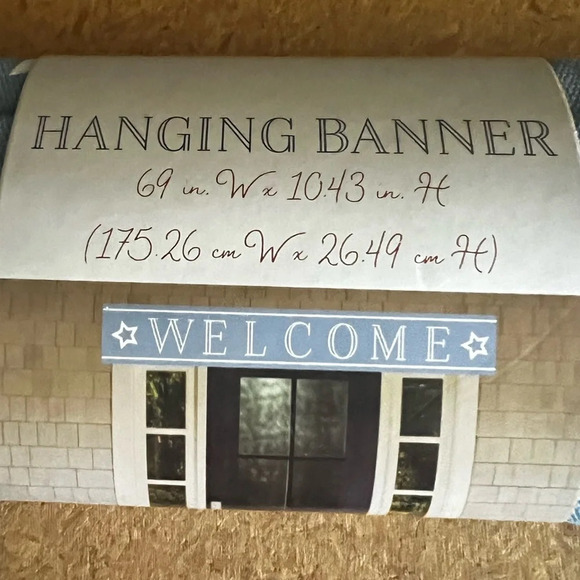 HANGING BANNER
69 in. W x 10.43 in. H
(175.26 cm W x 26.49 cm H)
WELCOME